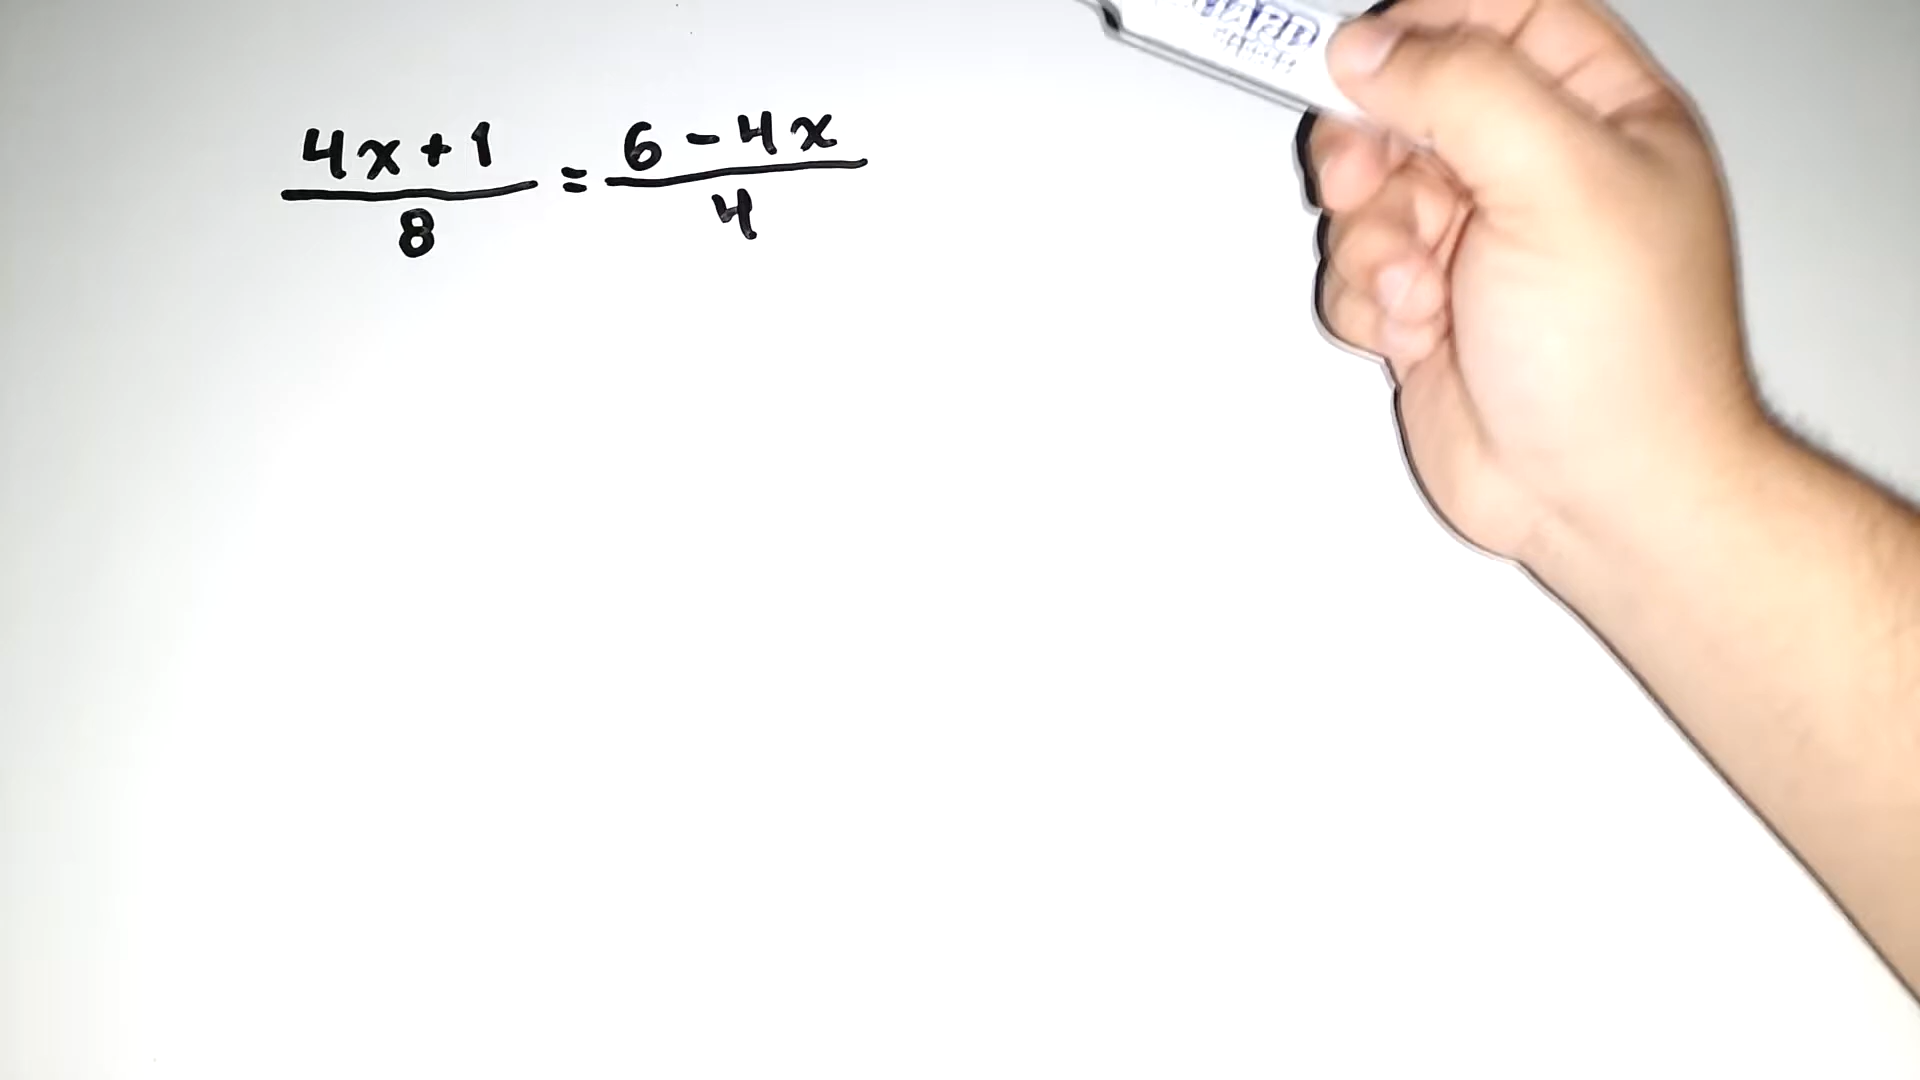 (4x + 1)/8 = (6 - 4x)/4